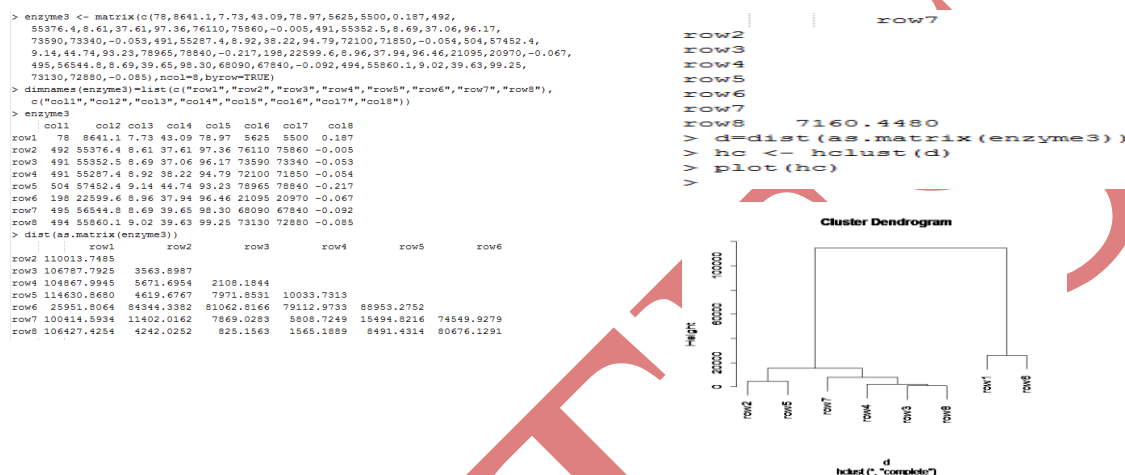 > enzyme3 <- matrix(c(78,8641.1,7.73,43.09,78.97,5625,5500,0.187,492,
55376.4,8.61,37.61,97.36,76110,75860,-0.005,491,55352.5,8.69,37.06,96.17,
73590,73340,-0.053,491,55287.4,8.92,38.22,94.79,72100,71850,-0.054,504,57452.4,
9.14,44.74,93.23,78965,78840,-0.217,198,22599.6,8.96,37.94,96.46,21095,20970,-0.067,
495,56544.8,8.69,39.65,98.30,68090,67840,-0.092,494,55860.1,9.02,39.63,99.25,
73130,72880,-0.085),ncol=8,byrow=TRUE)
> dimnames(enzyme3)=list(c("row1","row2","row3","row4","row5","row6","row7","row8"),
c("col1","col2","col3","col4","col5","col6","col7","col8"))
> enzyme3
col1 col2 col3 col4 col5 col6 col7 col8
row1 78 8641.1 7.73 43.09 78.97 5625 5500 0.187
row2 492 55376.4 8.61 37.61 97.36 76110 75860 -0.005
row3 491 55352.5 8.69 37.06 96.17 73590 73340 -0.053
row4 491 55287.4 8.92 38.22 94.79 72100 71850 -0.054
row5 504 57452.4 9.14 44.74 93.23 78965 78840 -0.217
row6 198 22599.6 8.96 37.94 96.46 21095 20970 -0.067
row7 495 56544.8 8.69 39.65 98.30 68090 67840 -0.092
row8 494 55860.1 9.02 39.63 99.25 73130 72880 -0.085
> dist(as.matrix(enzyme3))
row1 row2 row3 row4 row5 row6
row2 110013.7485
row3 106787.7925 3563.8987
row4 104867.9945 5671.6954 2108.1844
row5 114630.8680 4619.6767 7971.8531 10033.7313
row6 25951.8064 84344.3382 81062.8166 79112.9733 88953.2752
row7 100414.5934 11402.0162 7869.0283 5808.7249 15494.8216 74549.9279
row8 106427.4254 4242.0252 825.1563 1565.1889 8491.4314 80676.1291
row7
row2
row3
row4
row5
row6
row7
row8 7160.4480
> d=dist(as.matrix(enzyme3))
> hc <- hclust(d)
> plot(hc)
>
Cluster Dendrogram
Height
0 20000 60000 100000
row2 row5 row7 row4 row3 row8 row1 row6
d
hclust (*, "complete")